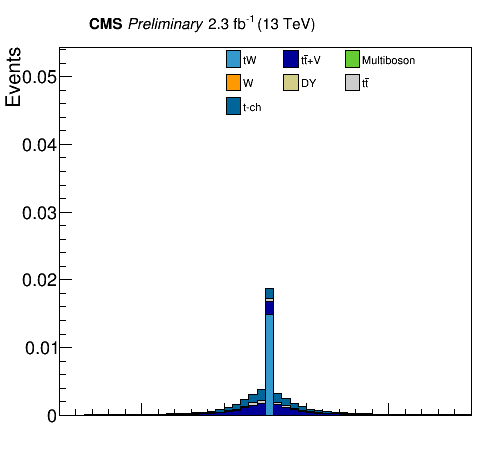 CMS Preliminary 2.3 fb⁻¹ (13 TeV)
Events
tW
tt̄+V
Multiboson
W
DY
tt̄
t-ch
0.05
0.04
0.03
0.02
0.01
0